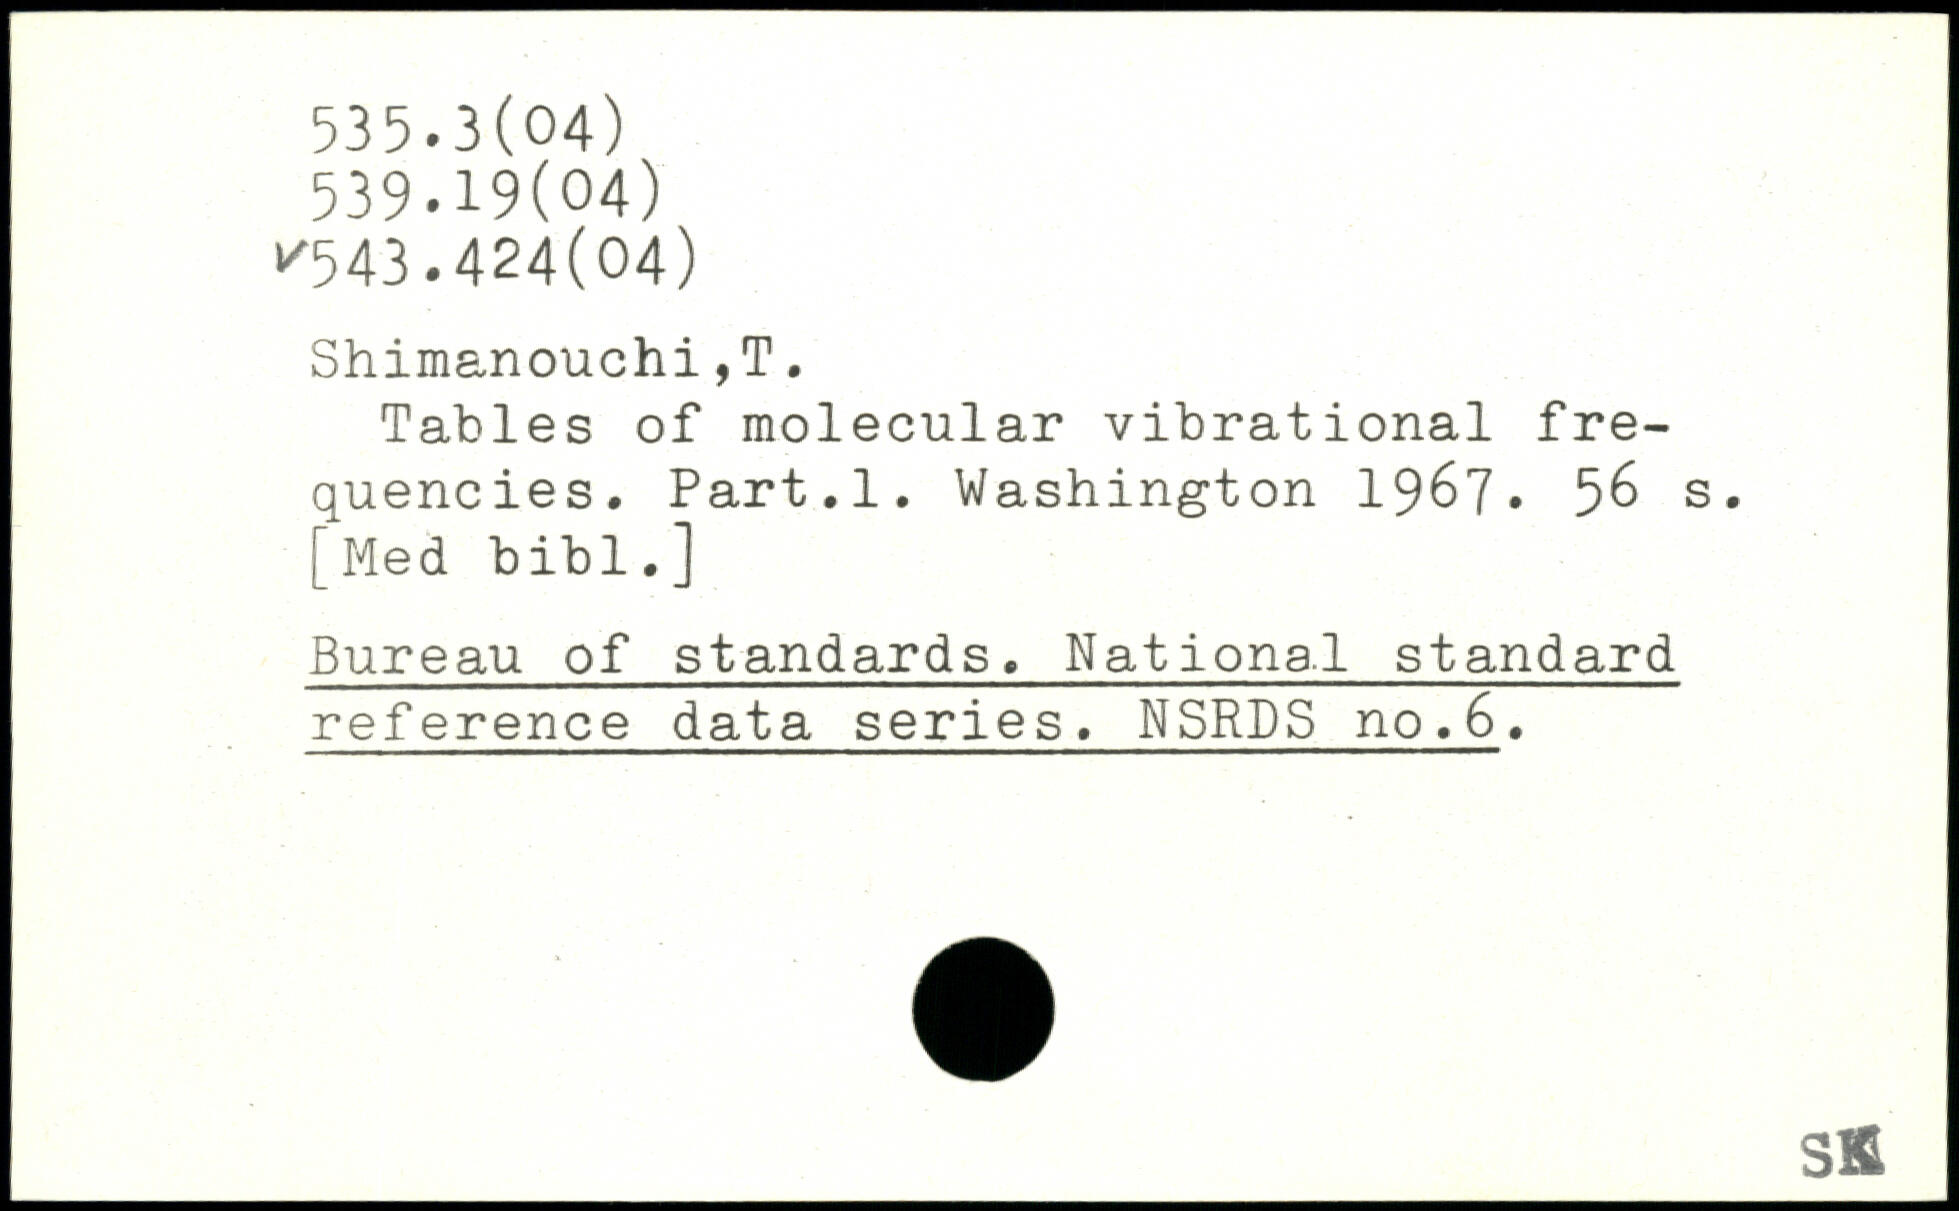 535.3(04)
539.19(04)
✓543.424(04)
Shimanouchi,T.
Tables of molecular vibrational fre-
quencies. Part.1. Washington 1967. 56 s.
[Med bibl.]
Bureau of standards. National standard
reference data series. NSRDS no.6.
SK